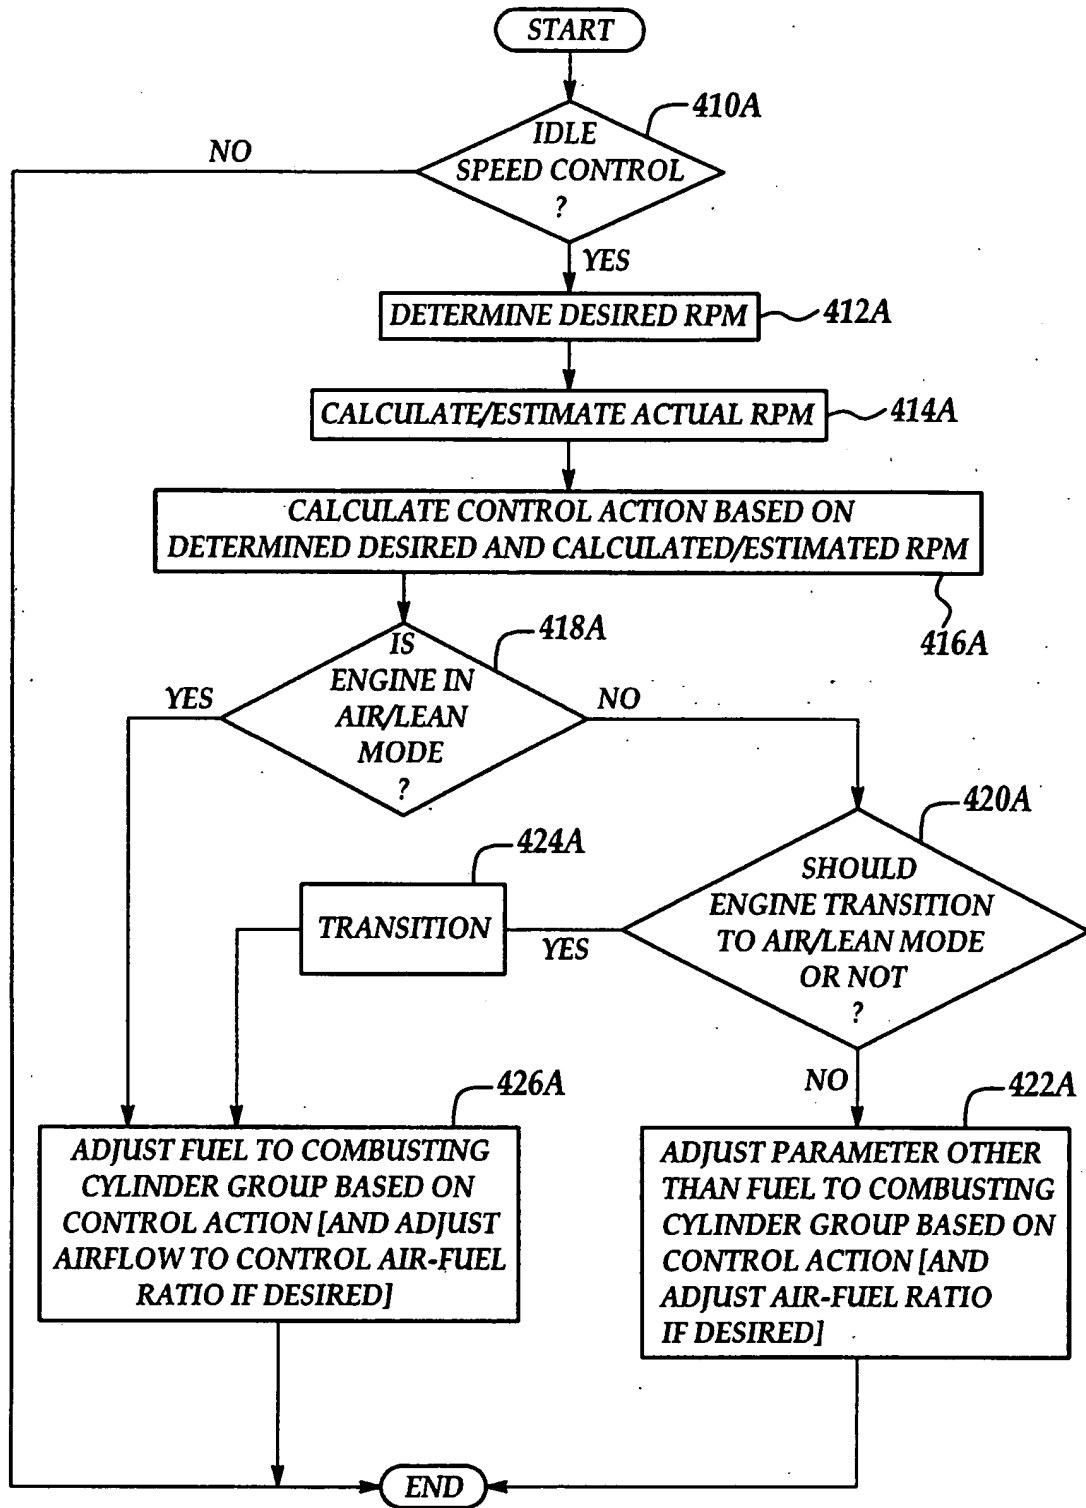 START
410A
IDLE
SPEED CONTROL
?
NO
YES
DETERMINE DESIRED RPM
412A
CALCULATE/ESTIMATE ACTUAL RPM
414A
CALCULATE CONTROL ACTION BASED ON
DETERMINED DESIRED AND CALCULATED/ESTIMATED RPM
416A
418A
IS
ENGINE IN
AIR/LEAN
MODE
?
YES
NO
420A
SHOULD
ENGINE TRANSITION
TO AIR/LEAN MODE
OR NOT
?
424A
TRANSITION
YES
NO
426A
ADJUST FUEL TO COMBUSTING
CYLINDER GROUP BASED ON
CONTROL ACTION [AND ADJUST
AIRFLOW TO CONTROL AIR-FUEL
RATIO IF DESIRED]
422A
ADJUST PARAMETER OTHER
THAN FUEL TO COMBUSTING
CYLINDER GROUP BASED ON
CONTROL ACTION [AND
ADJUST AIR-FUEL RATIO
IF DESIRED]
END